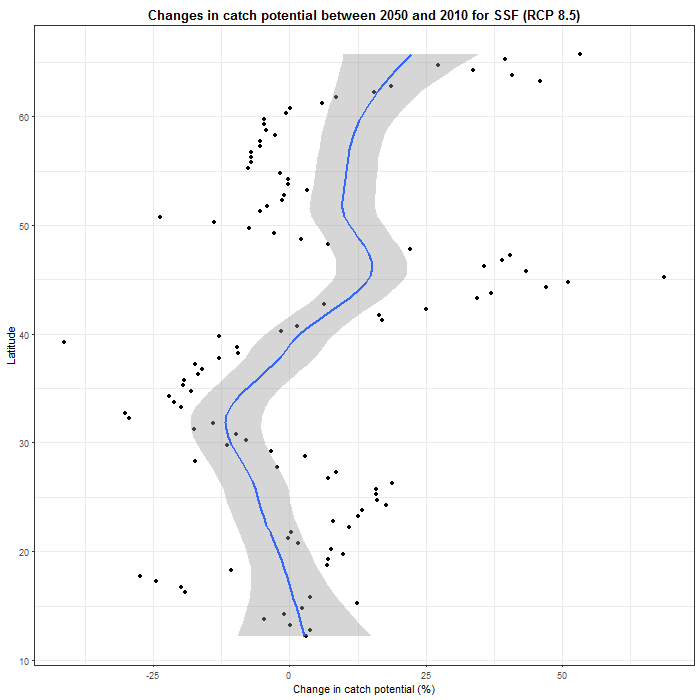 Changes in catch potential between 2050 and 2010 for SSF (RCP 8.5)
60
50
40
Latitude
30
20
10
-25 0 25 50
Change in catch potential (%)